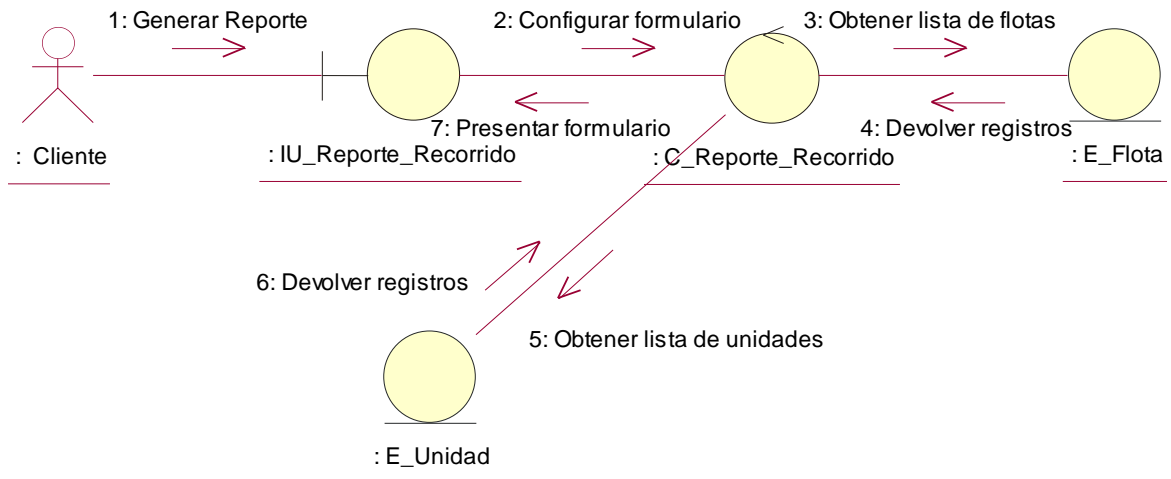 1: Generar Reporte
2: Configurar formulario
3: Obtener lista de flotas
7: Presentar formulario
4: Devolver registros
: Cliente
: IU_Reporte_Recorrido
: C_Reporte_Recorrido
: E_Flota
6: Devolver registros
5: Obtener lista de unidades
: E_Unidad